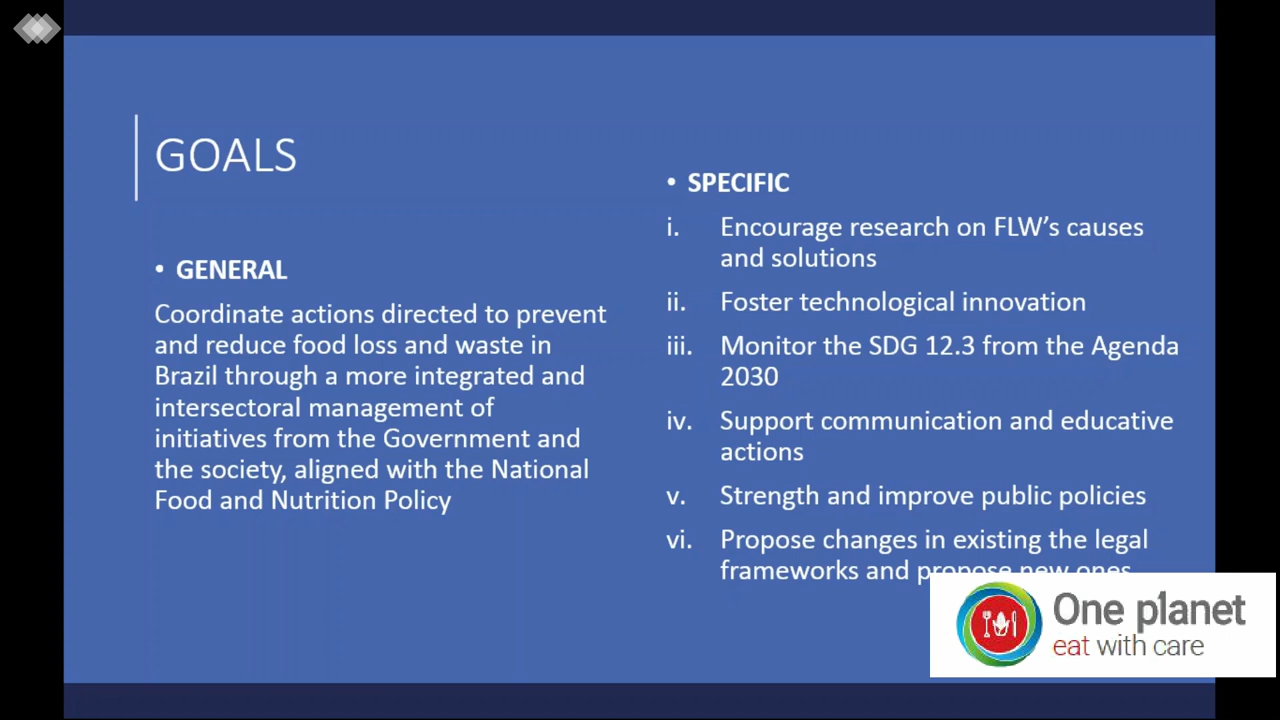 GOALS
• GENERAL
Coordinate actions directed to prevent
and reduce food loss and waste in
Brazil through a more integrated and
intersectoral management of
initiatives from the Government and
the society, aligned with the National
Food and Nutrition Policy
• SPECIFIC
i. Encourage research on FLW’s causes
and solutions
ii. Foster technological innovation
iii. Monitor the SDG 12.3 from the Agenda
2030
iv. Support communication and educative
actions
v. Strength and improve public policies
vi. Propose changes in existing the legal
frameworks and propose new ones
One planet
eat with care